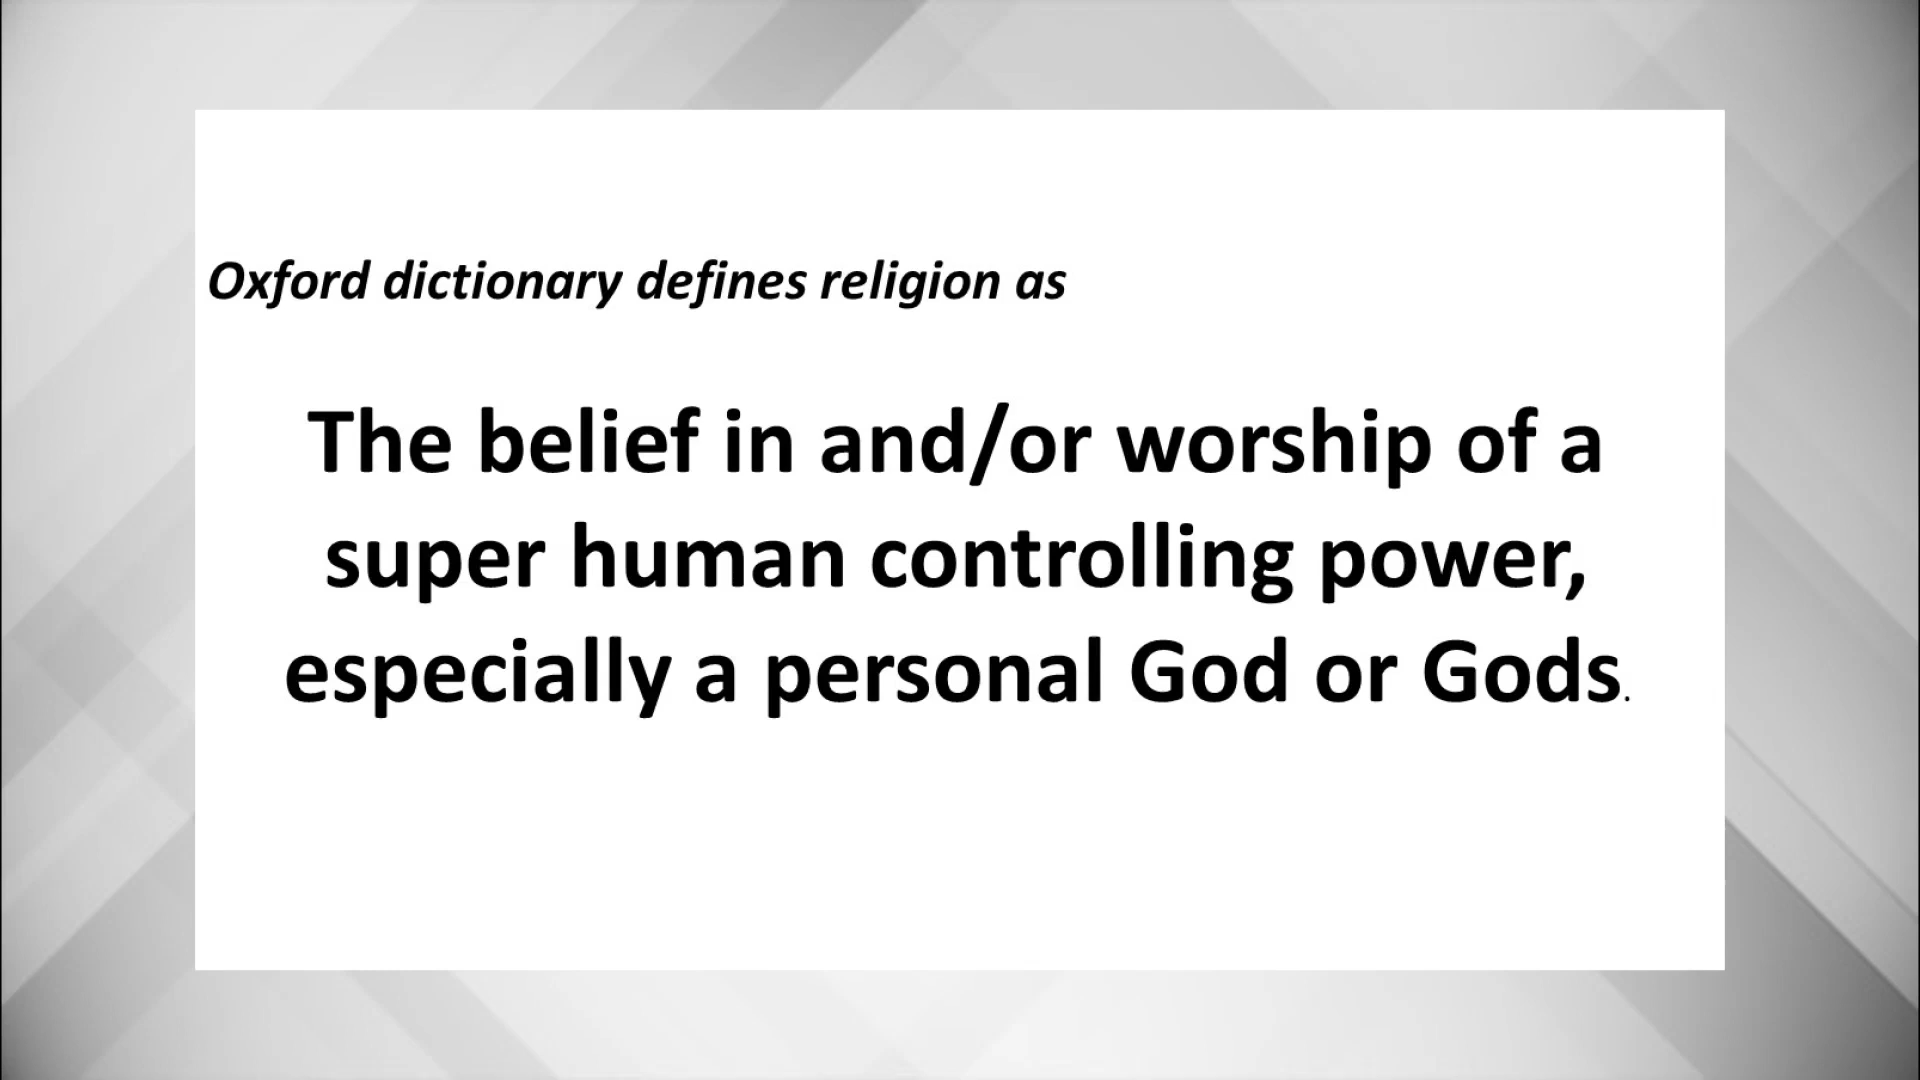 Oxford dictionary defines religion as
The belief in and/or worship of a
super human controlling power,
especially a personal God or Gods.